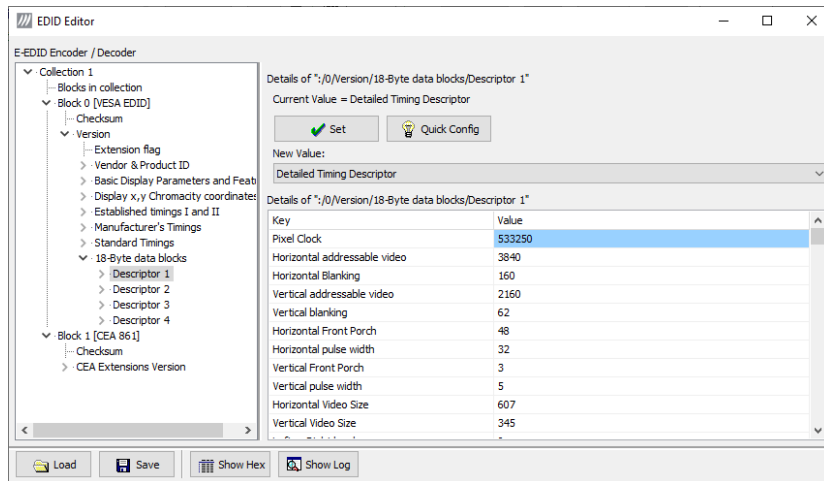 EDID Editor
E-EDID Encoder / Decoder
Collection 1
Blocks in collection
Block 0 [VESA EDID]
Checksum
Version
Extension flag
Vendor & Product ID
Basic Display Parameters and Feat
Display x,y Chromacity coordinates
Established timings I and II
Manufacturer's Timings
Standard Timings
18-Byte data blocks
Descriptor 1
Descriptor 2
Descriptor 3
Descriptor 4
Block 1 [CEA 861]
Checksum
CEA Extensions Version
Details of ":/0/Version/18-Byte data blocks/Descriptor 1"
Current Value = Detailed Timing Descriptor
Set Quick Config
New Value:
Detailed Timing Descriptor
Details of ":/0/Version/18-Byte data blocks/Descriptor 1"
Key Value
Pixel Clock 533250
Horizontal addressable video 3840
Horizontal Blanking 160
Vertical addressable video 2160
Vertical blanking 62
Horizontal Front Porch 48
Horizontal pulse width 32
Vertical Front Porch 3
Vertical pulse width 5
Horizontal Video Size 607
Vertical Video Size 345
Load Save Show Hex Show Log